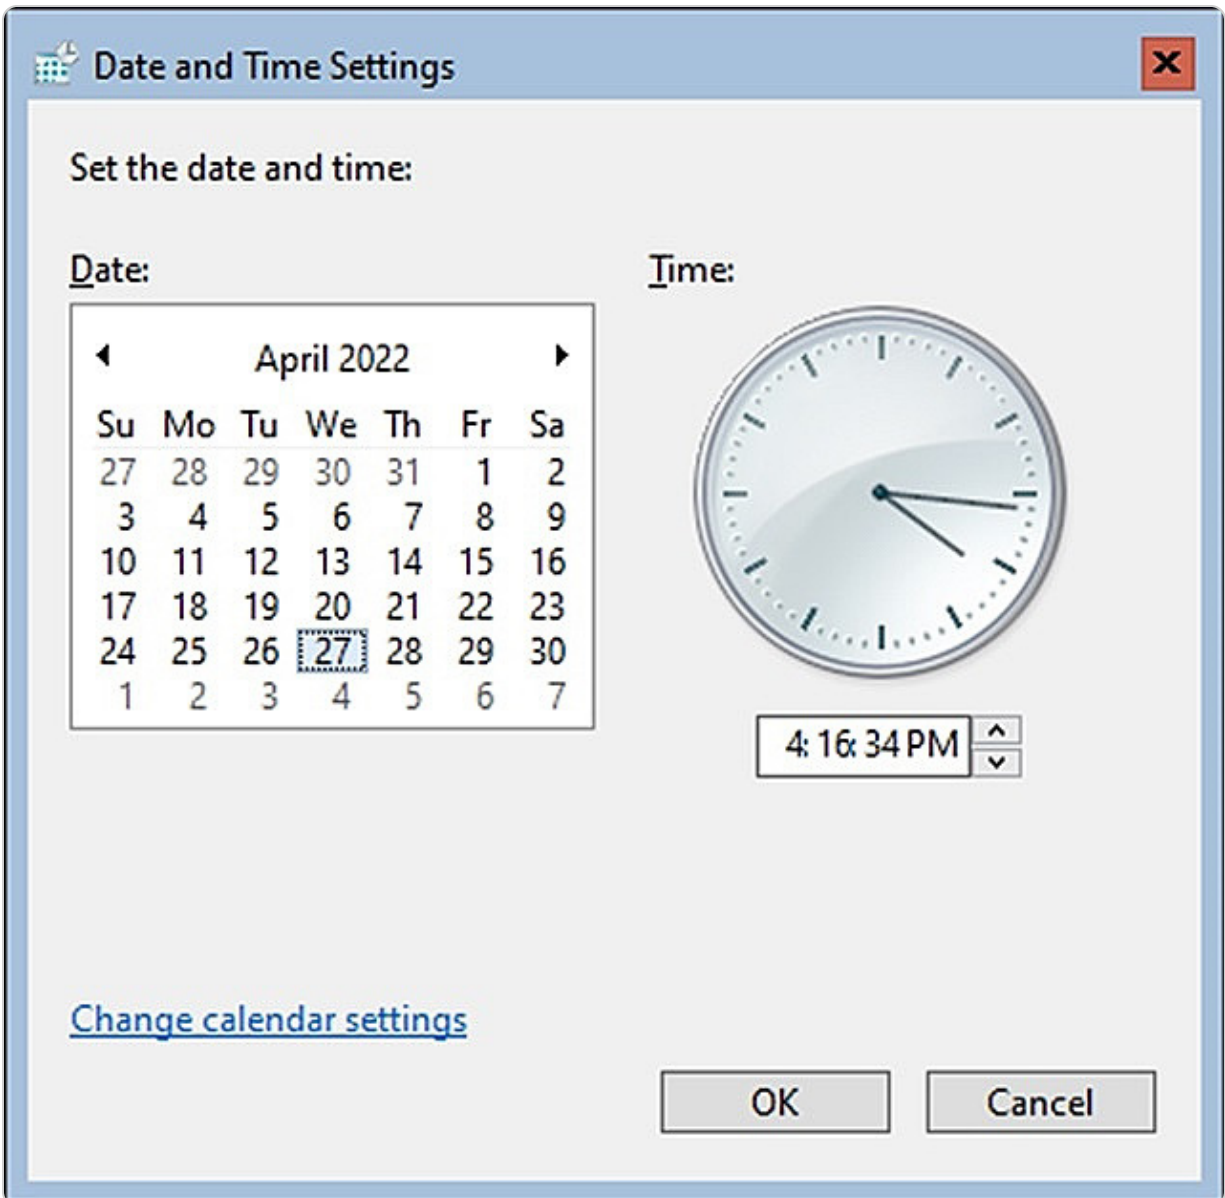 Date and Time Settings
Set the date and time:
Date:
Time:
April 2022
Su Mo Tu We Th Fr Sa
27 28 29 30 31 1 2
3 4 5 6 7 8 9
10 11 12 13 14 15 16
17 18 19 20 21 22 23
24 25 26 27 28 29 30
1 2 3 4 5 6 7
4: 16: 34 PM
Change calendar settings
OK
Cancel